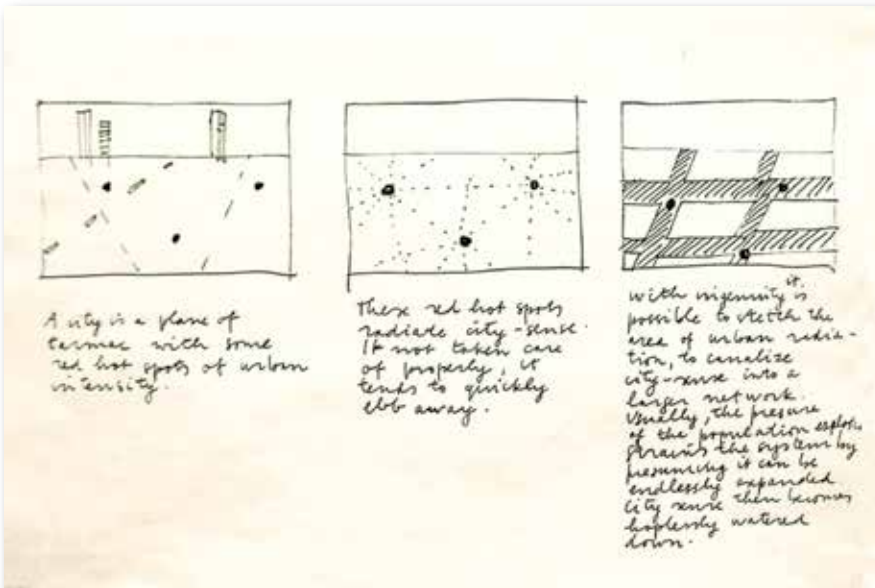 A city is a plane of
tarmac with some
red hot spots of urban
intensity.
These red hot spots
radiate city-sense.
If not taken care
of properly, it
tends to quickly
ebb away.
With ingenuity it is
possible to stetch the
area of urban radia-
tion, to canalize
city-sense into a
larger network.
Usually, the presure
of the population explosion
strains the system by
presuming it can be
endlessly expanded
City sense then becomes
hoplessly watered
down.